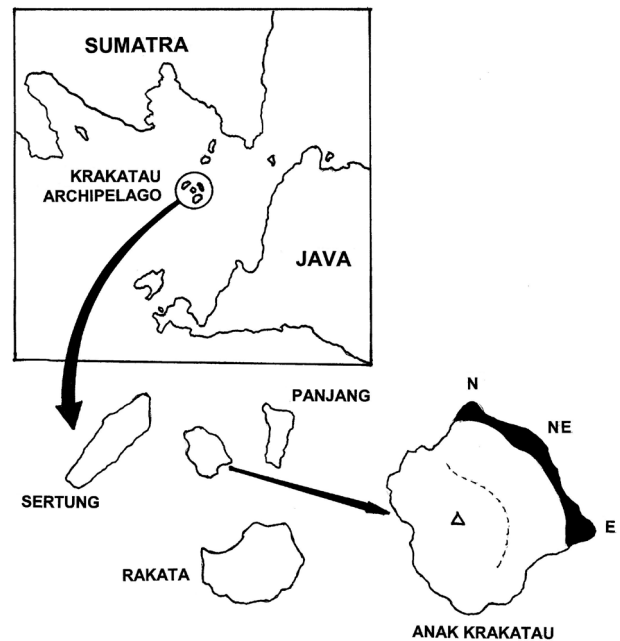 SUMATRA
KRAKATAU
ARCHIPELAGO
JAVA
PANJANG
SERTUNG
RAKATA
N
NE
E
ANAK KRAKATAU